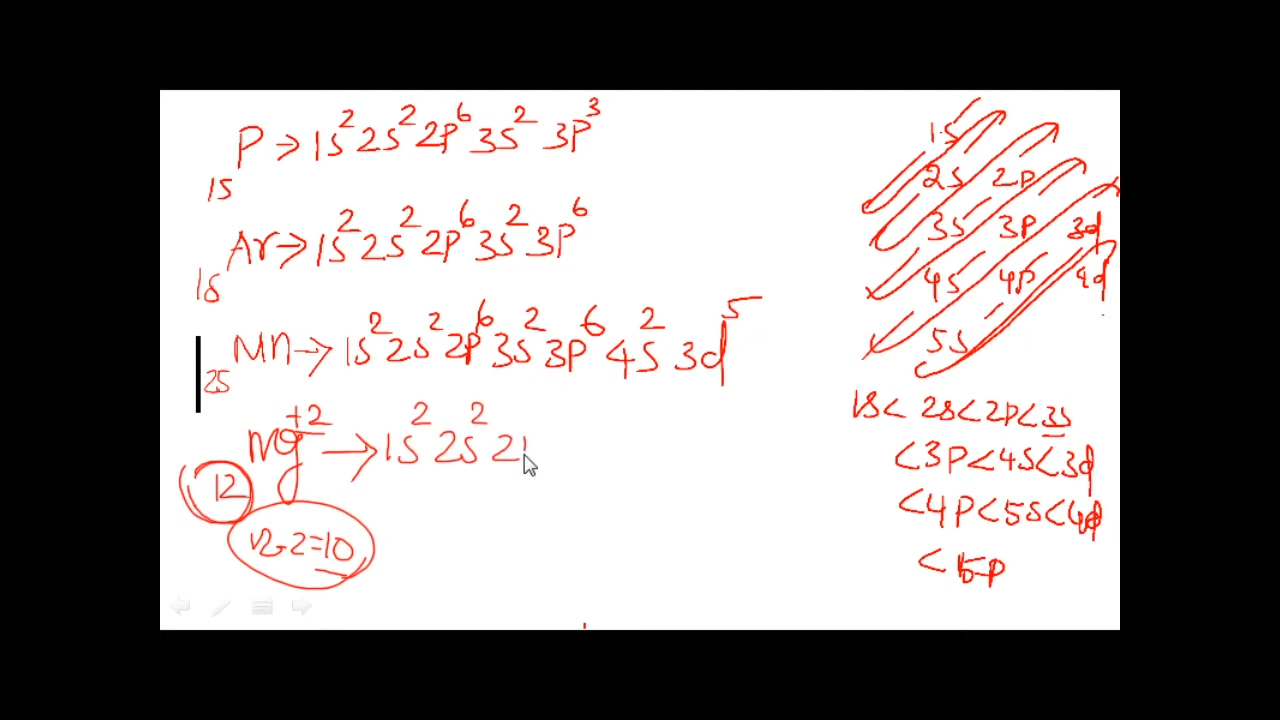 P → 1s² 2s² 2p⁶ 3s² 3p³
15
Ar → 1s² 2s² 2p⁶ 3s² 3p⁶
18
Mn → 1s² 2s² 2p⁶ 3s² 3p⁶ 4s² 3d⁵
25
Mg⁺² → 1s² 2s² 2
12
12-2=10
1s
2s 2p
3s 3p 3d
4s 4p 4d
5s
1s< 2s<2p<3s
<3p<4s<3d
<4p<5s<4d
<5p